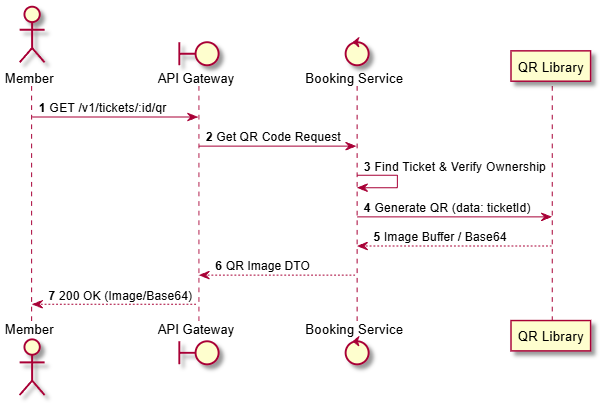 Member
API Gateway
Booking Service
QR Library
1 GET /v1/tickets/:id/qr
2 Get QR Code Request
3 Find Ticket & Verify Ownership
4 Generate QR (data: ticketId)
5 Image Buffer / Base64
6 QR Image DTO
7 200 OK (Image/Base64)
Member
API Gateway
Booking Service
QR Library